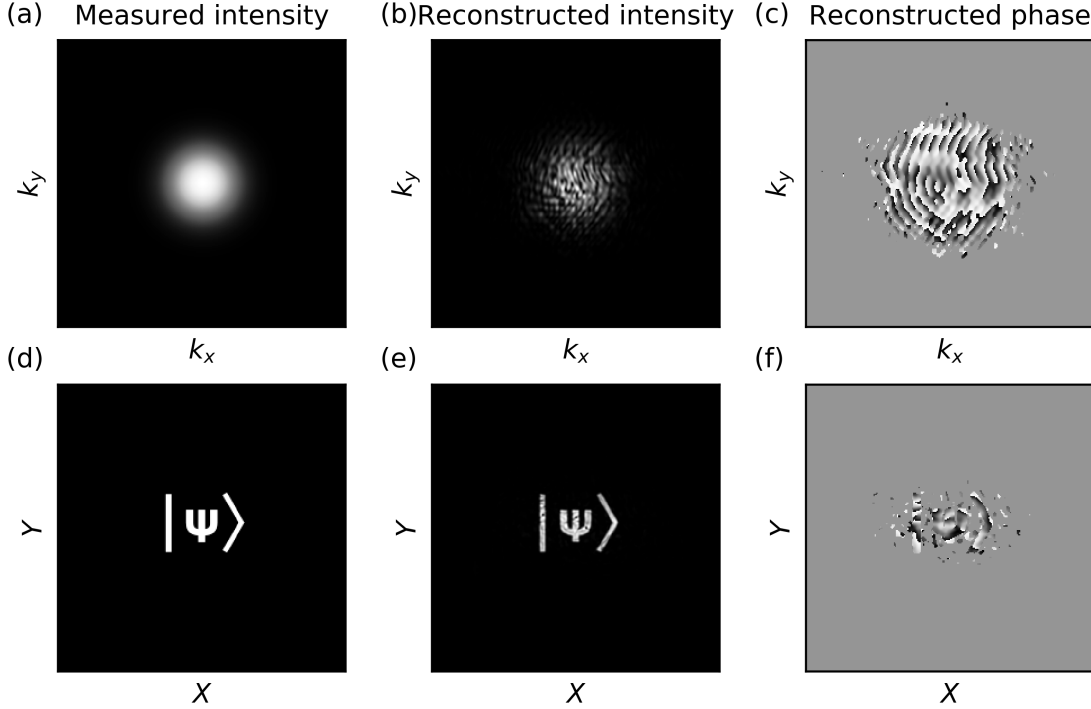 (a) Measured intensity
(b) Reconstructed intensity
(c) Reconstructed phase
k_y
k_y
k_y
k_x
k_x
k_x
(d)
(e)
(f)
Y
|Ψ⟩
Y
|Ψ⟩
Y
X
X
X